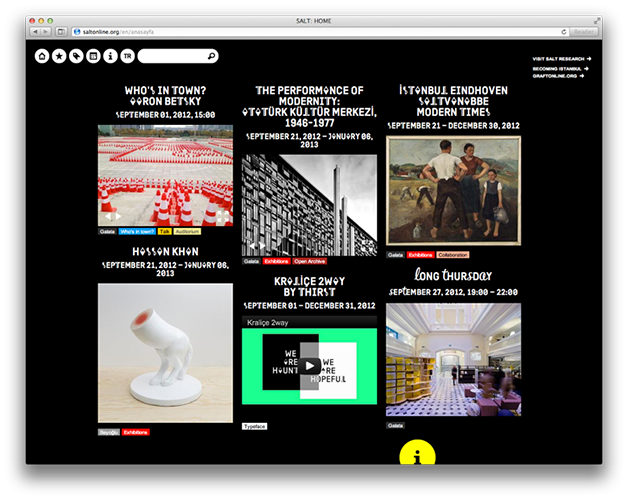 SALT: HOME
saltonline.org/en/anasayfa
Reader
TR
VISIT SALT RESEARCH →
BECOMING ISTANBUL →
GRAFTONLINE.ORG →
WHO'S IN TOWN?
AARON BETSKY
SEPTEMBER 01, 2012, 15:00
Galata Who's in town? Talk Auditorium
HASSAN KHAN
SEPTEMBER 21, 2012 – JANUARY 06,
2013
Beyoğlu Exhibitions
THE PERFORMANCE OF
MODERNITY:
ATATÜRK KÜLTÜR MERKEZİ,
1946-1977
SEPTEMBER 21, 2012 – JANUARY 06,
2013
Galata Exhibitions Open Archive
KRALİÇE 2WAY
BY THIRST
SEPTEMBER 01 – DECEMBER 31, 2012
Kraliçe 2way
WE
ARE
HAUNT
WE
ARE
HOPEFUL
Typeface
İSTANBUL EINDHOVEN
SALTVANABBE
MODERN TIMES
SEPTEMBER 21 – DECEMBER 30, 2012
Galata Exhibitions Collaboration
Long Thursday
SEPTEMBER 27, 2012, 19:00 – 22:00
Galata
i